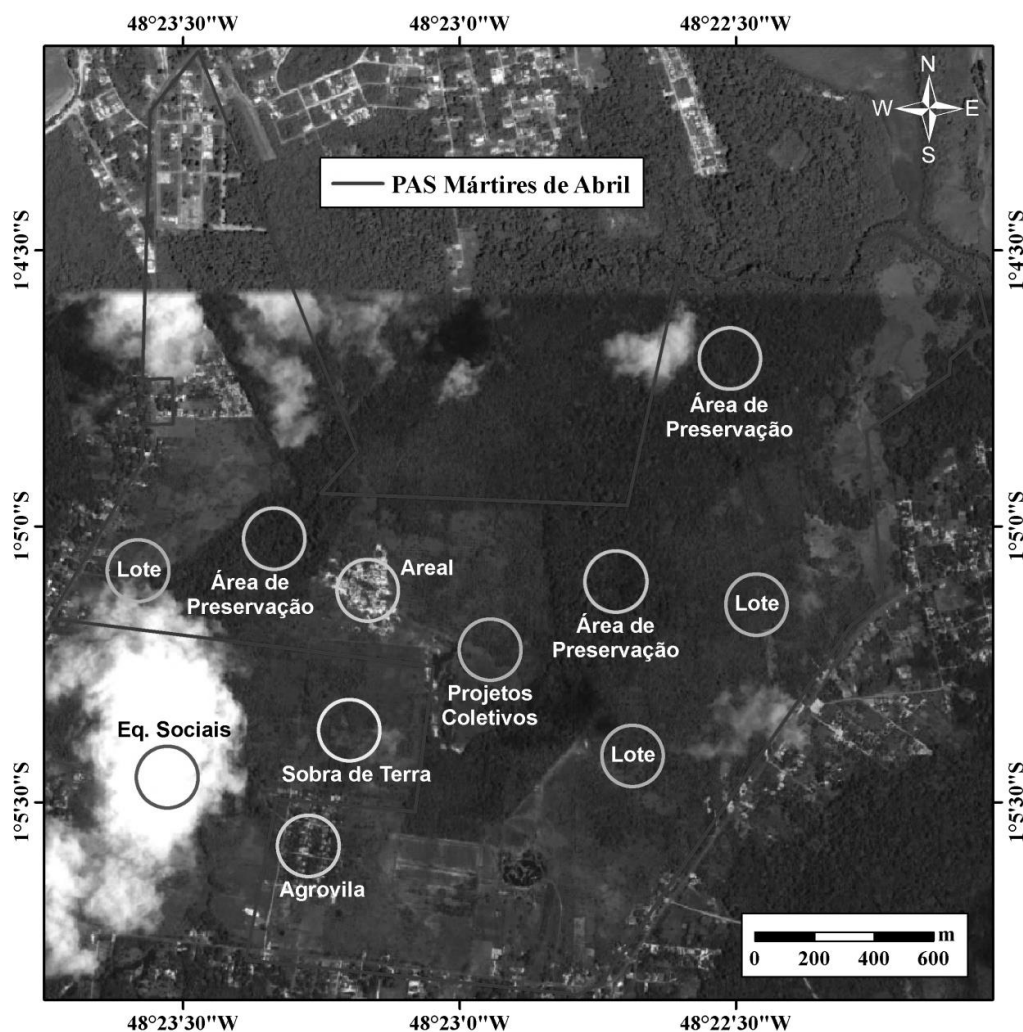 48°23'30"W
48°23'0"W
48°22'30"W
N
W E
S
PAS Mártires de Abril
1°4'30"S
1°4'30"S
Área de
Preservação
1°5'0"S
1°5'0"S
Lote
Área de
Preservação
Areal
Área de
Preservação
Lote
Projetos
Coletivos
Eq. Sociais
Sobra de Terra
Lote
1°5'30"S
1°5'30"S
Agrovila
m
0 200 400 600
48°23'30"W
48°23'0"W
48°22'30"W